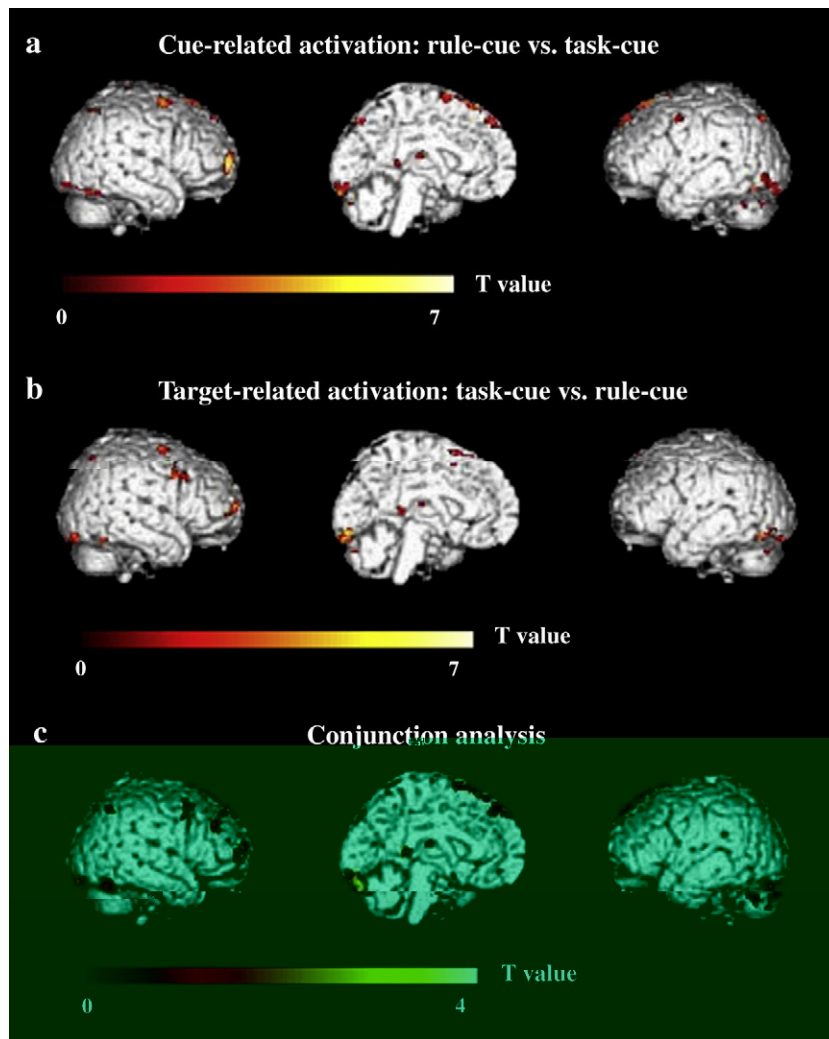 a Cue-related activation: rule-cue vs. task-cue
T value
0 7
b Target-related activation: task-cue vs. rule-cue
T value
0 7
c Conjunction analysis
T value
0 4